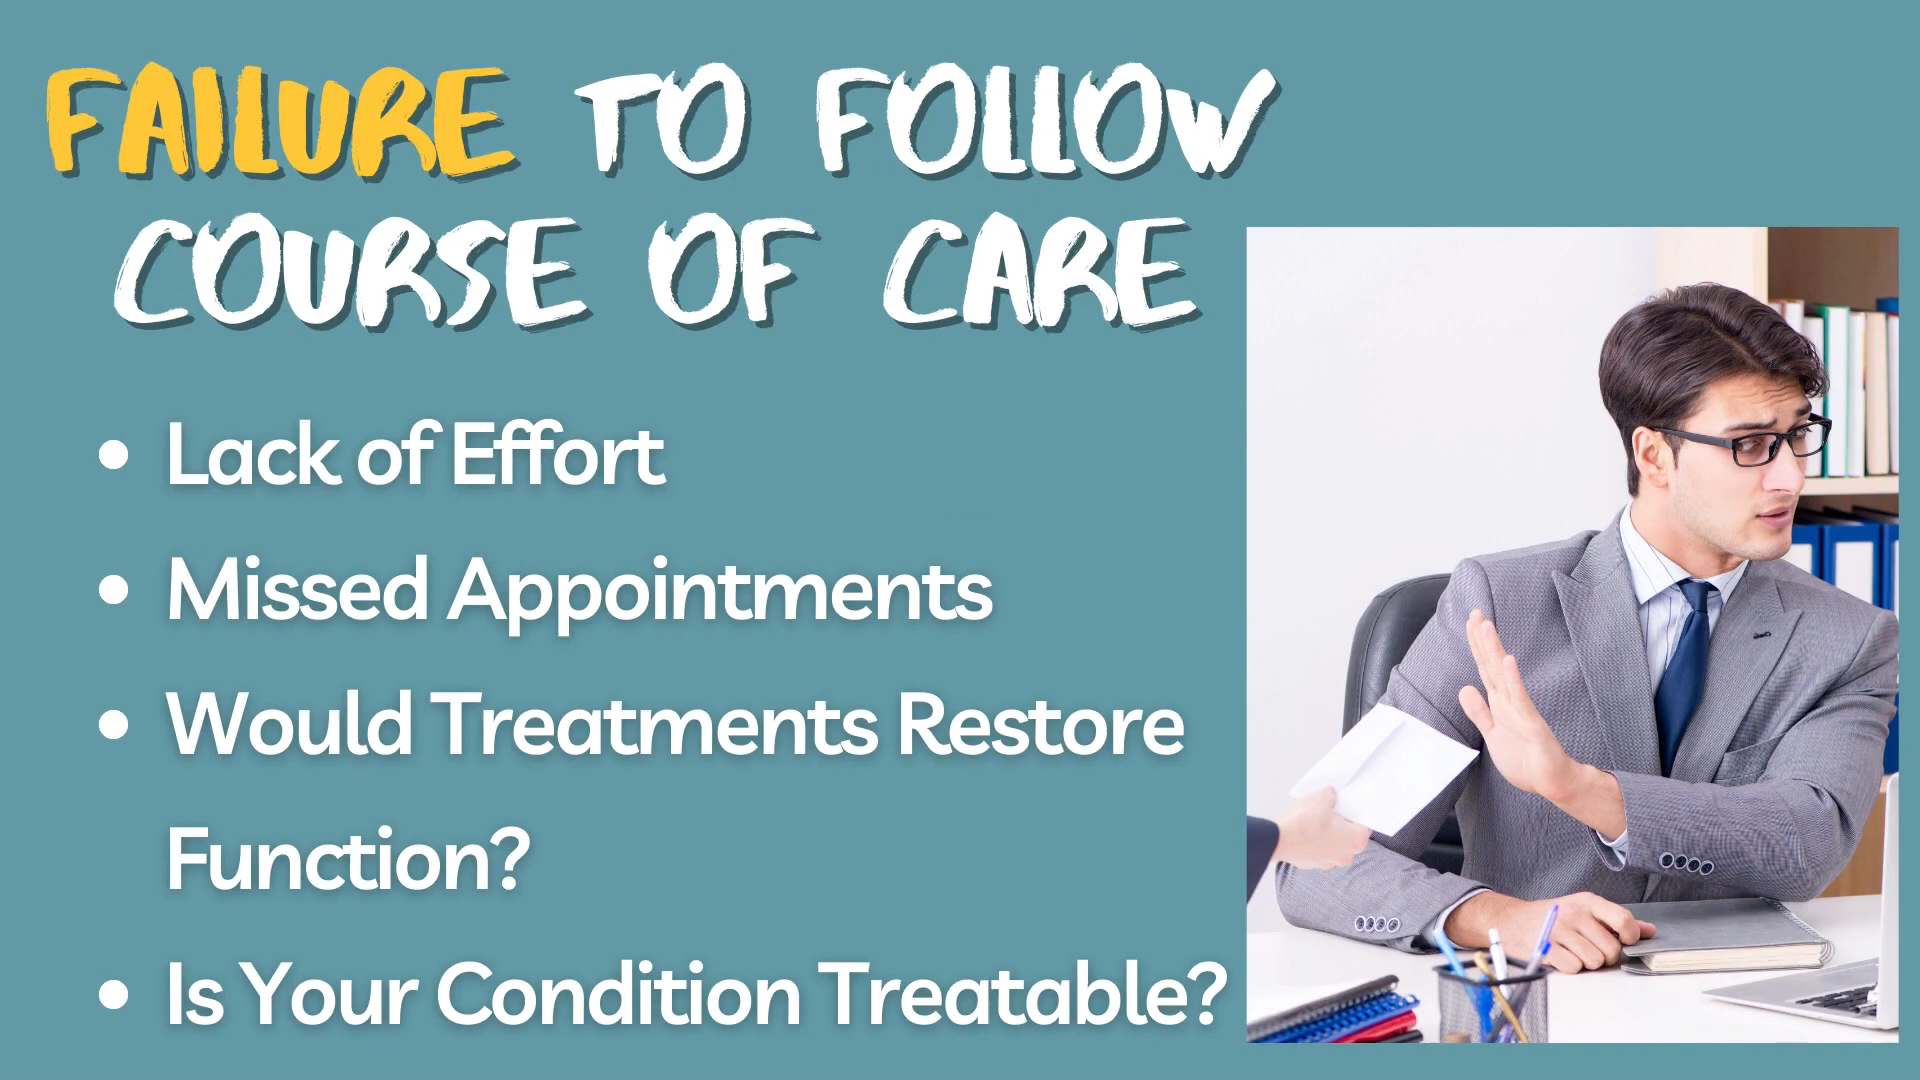 FAILURE TO FOLLOW
COURSE OF CARE
• Lack of Effort
• Missed Appointments
• Would Treatments Restore
Function?
• Is Your Condition Treatable?